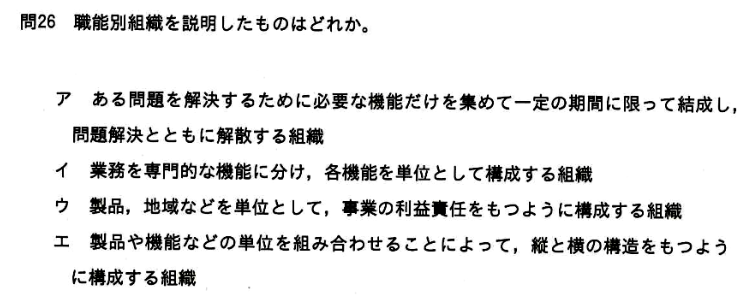 問26 職能別組織を説明したものはどれか。
ア ある問題を解決するために必要な機能だけを集めて一定の期間に限って結成し，
問題解決とともに解散する組織
イ 業務を専門的な機能に分け，各機能を単位として構成する組織
ウ 製品，地域などを単位として，事業の利益責任をもつように構成する組織
エ 製品や機能などの単位を組み合わせることによって，縦と横の構造をもつよう
に構成する組織